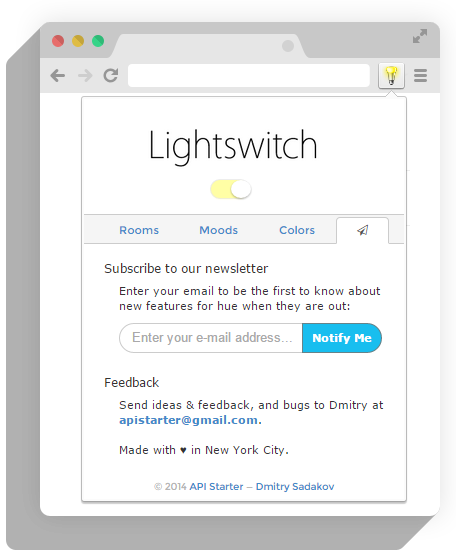 Lightswitch
Rooms Moods Colors
Subscribe to our newsletter
Enter your email to be the first to know about
new features for hue when they are out:
Enter your e-mail address... Notify Me
Feedback
Send ideas & feedback, and bugs to Dmitry at
apistarter@gmail.com.
Made with ♥ in New York City.
© 2014 API Starter – Dmitry Sadakov